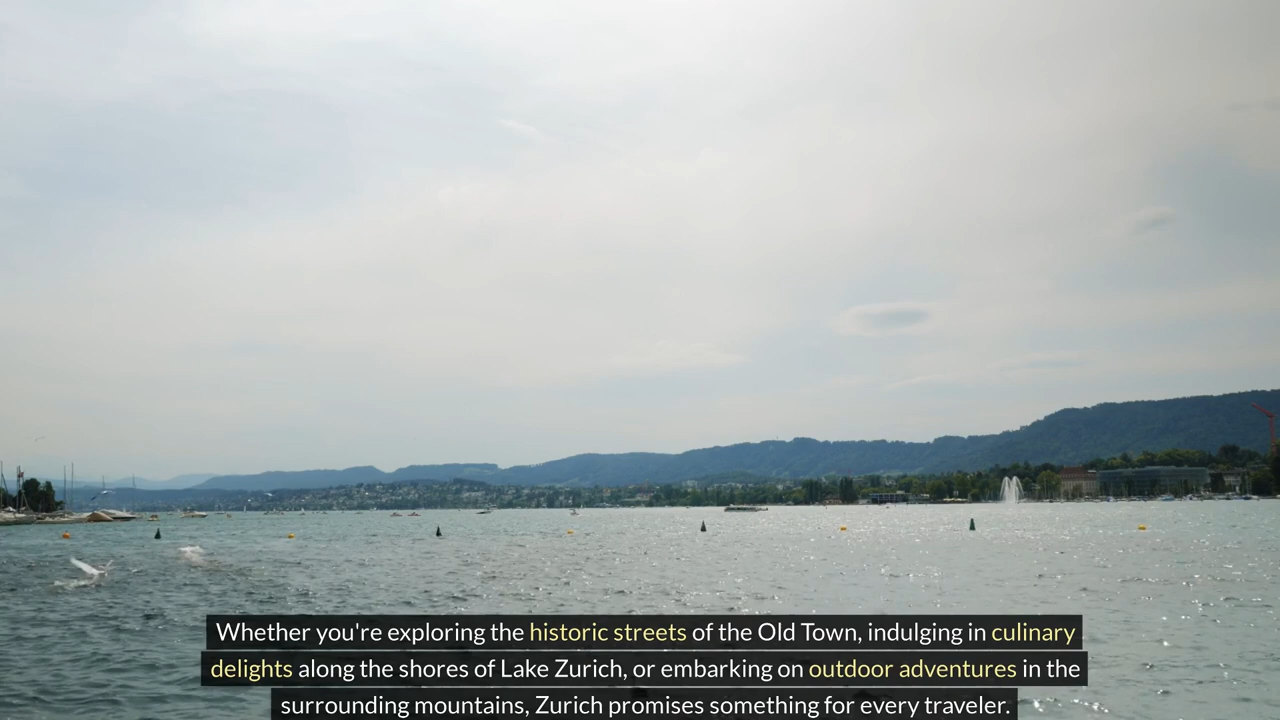 Whether you're exploring the historic streets of the Old Town, indulging in culinary
delights along the shores of Lake Zurich, or embarking on outdoor adventures in the
surrounding mountains, Zurich promises something for every traveler.